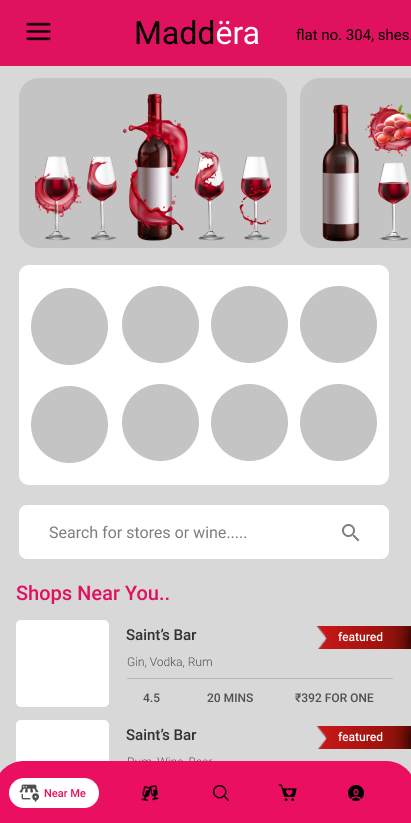 Maddëra
flat no. 304, shes
Search for stores or wine.....
Shops Near You..
Saint's Bar
featured
Gin, Vodka, Rum
4.5 20 MINS ₹392 FOR ONE
Saint's Bar
featured
Rum, Wine, Beer
Near Me